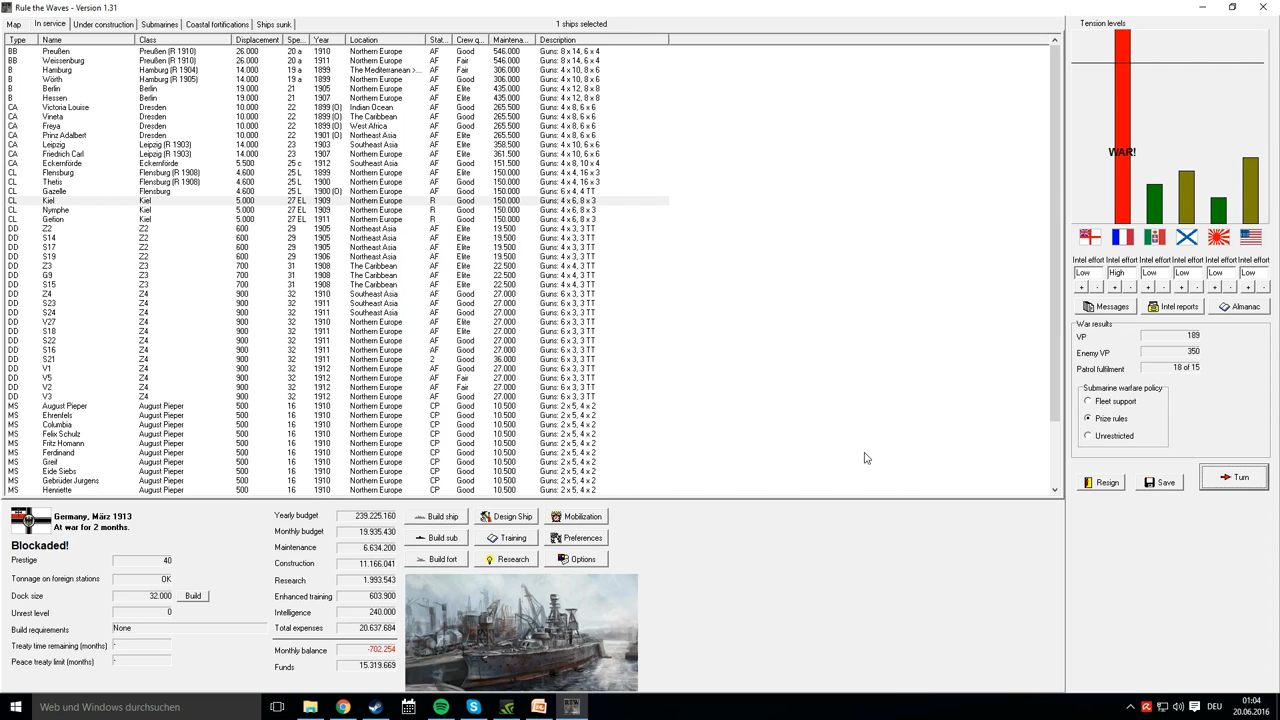 Rule the Waves - Version 1.31
Map In service Under construction Submarines Coastal fortifications Ships sunk 1 ships selected
Type Name Class Displacement Spe... Year Location Stat... Crew q... Maintena... Description
BB Preußen Preußen (R 1910) 26.000 20 a 1910 Northern Europe AF Good 546.000 Guns: 8 x 14, 6 x 4
BB Weissenburg Preußen (R 1910) 26.000 20 a 1911 Northern Europe AF Fair 546.000 Guns: 8 x 14, 6 x 4
B Hamburg Hamburg (R 1904) 14.000 19 a 1899 The Mediterranean >... AF Good 306.000 Guns: 4 x 10, 8 x 6
B Wörth Hamburg (R 1905) 14.000 19 a 1899 Northern Europe AF Good 306.000 Guns: 4 x 10, 8 x 6
B Berlin Berlin 19.000 21 1905 Northern Europe AF Elite 435.000 Guns: 4 x 12, 8 x 8
B Hessen Berlin 19.000 21 1907 Northern Europe AF Elite 435.000 Guns: 4 x 12, 8 x 8
CA Victoria Louise Dresden 10.000 22 1899 (O) Indian Ocean AF Good 265.500 Guns: 4 x 8, 6 x 6
CA Vineta Dresden 10.000 22 1899 (O) The Caribbean AF Good 265.500 Guns: 4 x 8, 6 x 6
CA Freya Dresden 10.000 22 1899 (O) West Africa AF Good 265.500 Guns: 4 x 8, 6 x 6
CA Prinz Adalbert Dresden 10.000 22 1901 (O) Northeast Asia AF Elite 265.500 Guns: 4 x 8, 6 x 6
CA Leipzig Leipzig (R 1903) 14.000 23 1903 Southeast Asia AF Good 358.500 Guns: 4 x 10, 6 x 6
CA Friedrich Carl Leipzig (R 1903) 14.000 23 1907 Northern Europe AF Elite 361.500 Guns: 4 x 10, 6 x 6
CA Eckernförde Eckernförde 5.500 25 c 1912 Southeast Asia AF Good 151.500 Guns: 4 x 8, 10 x 4
CL Flensburg Flensburg (R 1908) 4.600 25 L 1899 Northern Europe AF Elite 150.000 Guns: 4 x 6, 16 x 3
CL Thetis Flensburg (R 1908) 4.600 25 L 1900 Northern Europe AF Good 150.000 Guns: 4 x 6, 16 x 3
CL Gazelle Flensburg 4.600 25 L 1900 (O) Northern Europe AF Good 150.000 Guns: 6 x 4, 4 TT
CL Kiel Kiel 5.000 27 EL 1909 Northern Europe R Good 150.000 Guns: 4 x 6, 8 x 3
CL Nymphe Kiel 5.000 27 EL 1909 Northern Europe R Good 150.000 Guns: 4 x 6, 8 x 3
CL Gefion Kiel 5.000 27 EL 1911 Northern Europe R Good 150.000 Guns: 4 x 6, 8 x 3
DD Z2 Z2 600 29 1905 Northeast Asia AF Elite 19.500 Guns: 4 x 3, 3 TT
DD S14 Z2 600 29 1905 Northeast Asia AF Elite 19.500 Guns: 4 x 3, 3 TT
DD S17 Z2 600 29 1905 Northeast Asia AF Elite 19.500 Guns: 4 x 3, 3 TT
DD S19 Z2 600 29 1906 Northeast Asia AF Elite 19.500 Guns: 4 x 3, 3 TT
DD Z3 Z3 700 31 1908 The Caribbean AF Elite 22.500 Guns: 4 x 4, 3 TT
DD G9 Z3 700 31 1908 The Caribbean AF Elite 22.500 Guns: 4 x 4, 3 TT
DD S15 Z3 700 31 1908 The Caribbean AF Elite 22.500 Guns: 4 x 4, 3 TT
DD Z4 Z4 900 32 1910 Southeast Asia AF Good 27.000 Guns: 6 x 3, 3 TT
DD S23 Z4 900 32 1911 Southeast Asia AF Good 27.000 Guns: 6 x 3, 3 TT
DD S24 Z4 900 32 1911 Southeast Asia AF Good 27.000 Guns: 6 x 3, 3 TT
DD V27 Z4 900 32 1910 Northern Europe AF Elite 27.000 Guns: 6 x 3, 3 TT
DD S18 Z4 900 32 1911 Northern Europe AF Elite 27.000 Guns: 6 x 3, 3 TT
DD S22 Z4 900 32 1911 Northern Europe AF Good 27.000 Guns: 6 x 3, 3 TT
DD S16 Z4 900 32 1911 Northern Europe AF Good 27.000 Guns: 6 x 3, 3 TT
DD S21 Z4 900 32 1911 Northern Europe 2 Good 36.000 Guns: 6 x 3, 3 TT
DD V1 Z4 900 32 1912 Northern Europe AF Good 27.000 Guns: 6 x 3, 3 TT
DD V5 Z4 900 32 1912 Northern Europe AF Fair 27.000 Guns: 6 x 3, 3 TT
DD V2 Z4 900 32 1912 Northern Europe AF Fair 27.000 Guns: 6 x 3, 3 TT
DD V3 Z4 900 32 1912 Northern Europe AF Good 27.000 Guns: 6 x 3, 3 TT
MS August Pieper August Pieper 500 16 1910 Northern Europe CP Good 10.500 Guns: 2 x 5, 4 x 2
MS Ehrenfels August Pieper 500 16 1910 Northern Europe CP Good 10.500 Guns: 2 x 5, 4 x 2
MS Columbia August Pieper 500 16 1910 Northern Europe CP Good 10.500 Guns: 2 x 5, 4 x 2
MS Felix Schulz August Pieper 500 16 1910 Northern Europe CP Good 10.500 Guns: 2 x 5, 4 x 2
MS Fritz Homann August Pieper 500 16 1910 Northern Europe CP Good 10.500 Guns: 2 x 5, 4 x 2
MS Ferdinand August Pieper 500 16 1910 Northern Europe CP Good 10.500 Guns: 2 x 5, 4 x 2
MS Greif August Pieper 500 16 1910 Northern Europe CP Good 10.500 Guns: 2 x 5, 4 x 2
MS Eide Siebs August Pieper 500 16 1910 Northern Europe CP Good 10.500 Guns: 2 x 5, 4 x 2
MS Gebrüder Jurgens August Pieper 500 16 1910 Northern Europe CP Good 10.500 Guns: 2 x 5, 4 x 2
MS Henriette August Pieper 500 16 1910 Northern Europe CP Good 10.500 Guns: 2 x 5, 4 x 2
Tension levels
WAR!
Intel effort Intel effort Intel effort Intel effort Intel effort Intel effort
Low High Low Low Low Low
+ - + - + - + - + - + -
Messages Intel reports Almanac
War results
VP 189
Enemy VP 350
Patrol fulfilment 18 of 15
Submarine warfare policy
Fleet support
Prize rules
Unrestricted
Resign Save Turn
Germany, März 1913
At war for 2 months.
Blockaded!
Prestige 40
Tonnage on foreign stations OK
Dock size 32.000 Build
Unrest level 0
Build requirements None
Treaty time remaining (months) -
Peace treaty limit (months) -
Yearly budget 239.225.160
Monthly budget 19.935.430
Maintenance 6.634.200
Construction 11.166.041
Research 1.993.543
Enhanced training 603.900
Intelligence 240.000
Total expenses 20.637.684
Monthly balance -702.254
Funds 15.319.669
Build ship Design Ship Mobilization
Build sub Training Preferences
Build fort Research Options
Web und Windows durchsuchen
DEU
01:04
20.06.2016